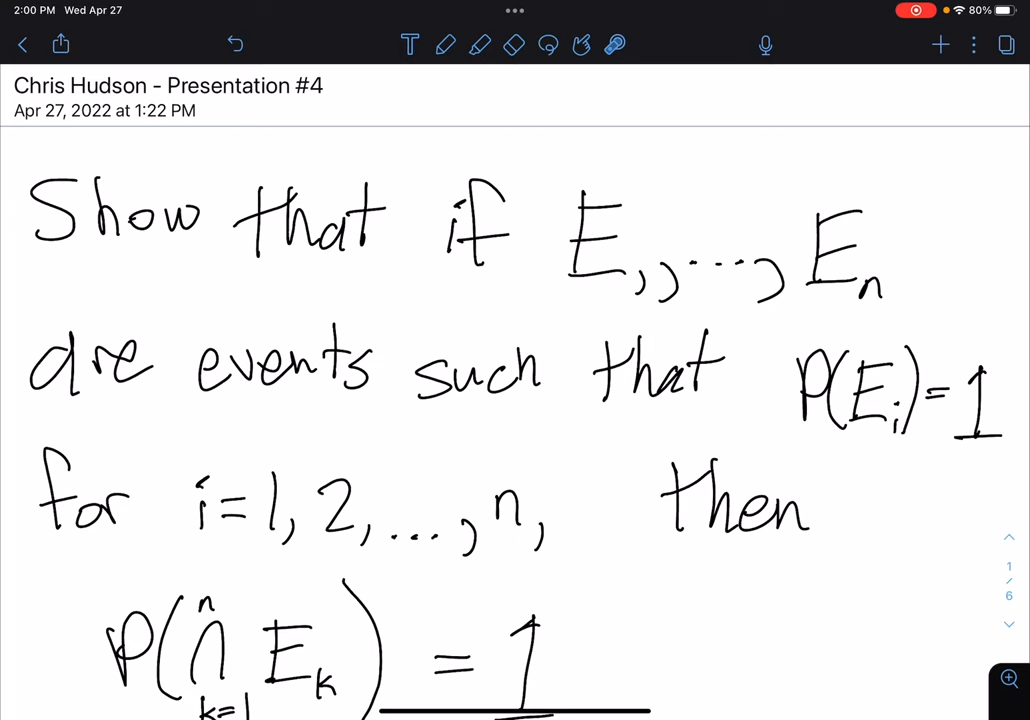 2:00 PM Wed Apr 27
80%
T
Chris Hudson - Presentation #4
Apr 27, 2022 at 1:22 PM
Show that if E₁,...,Eₙ
are events such that P(Eᵢ)=1
for i=1,2,...,n, then
P(⋂ₖ₌₁ⁿ Eₖ) = 1
1
/
6